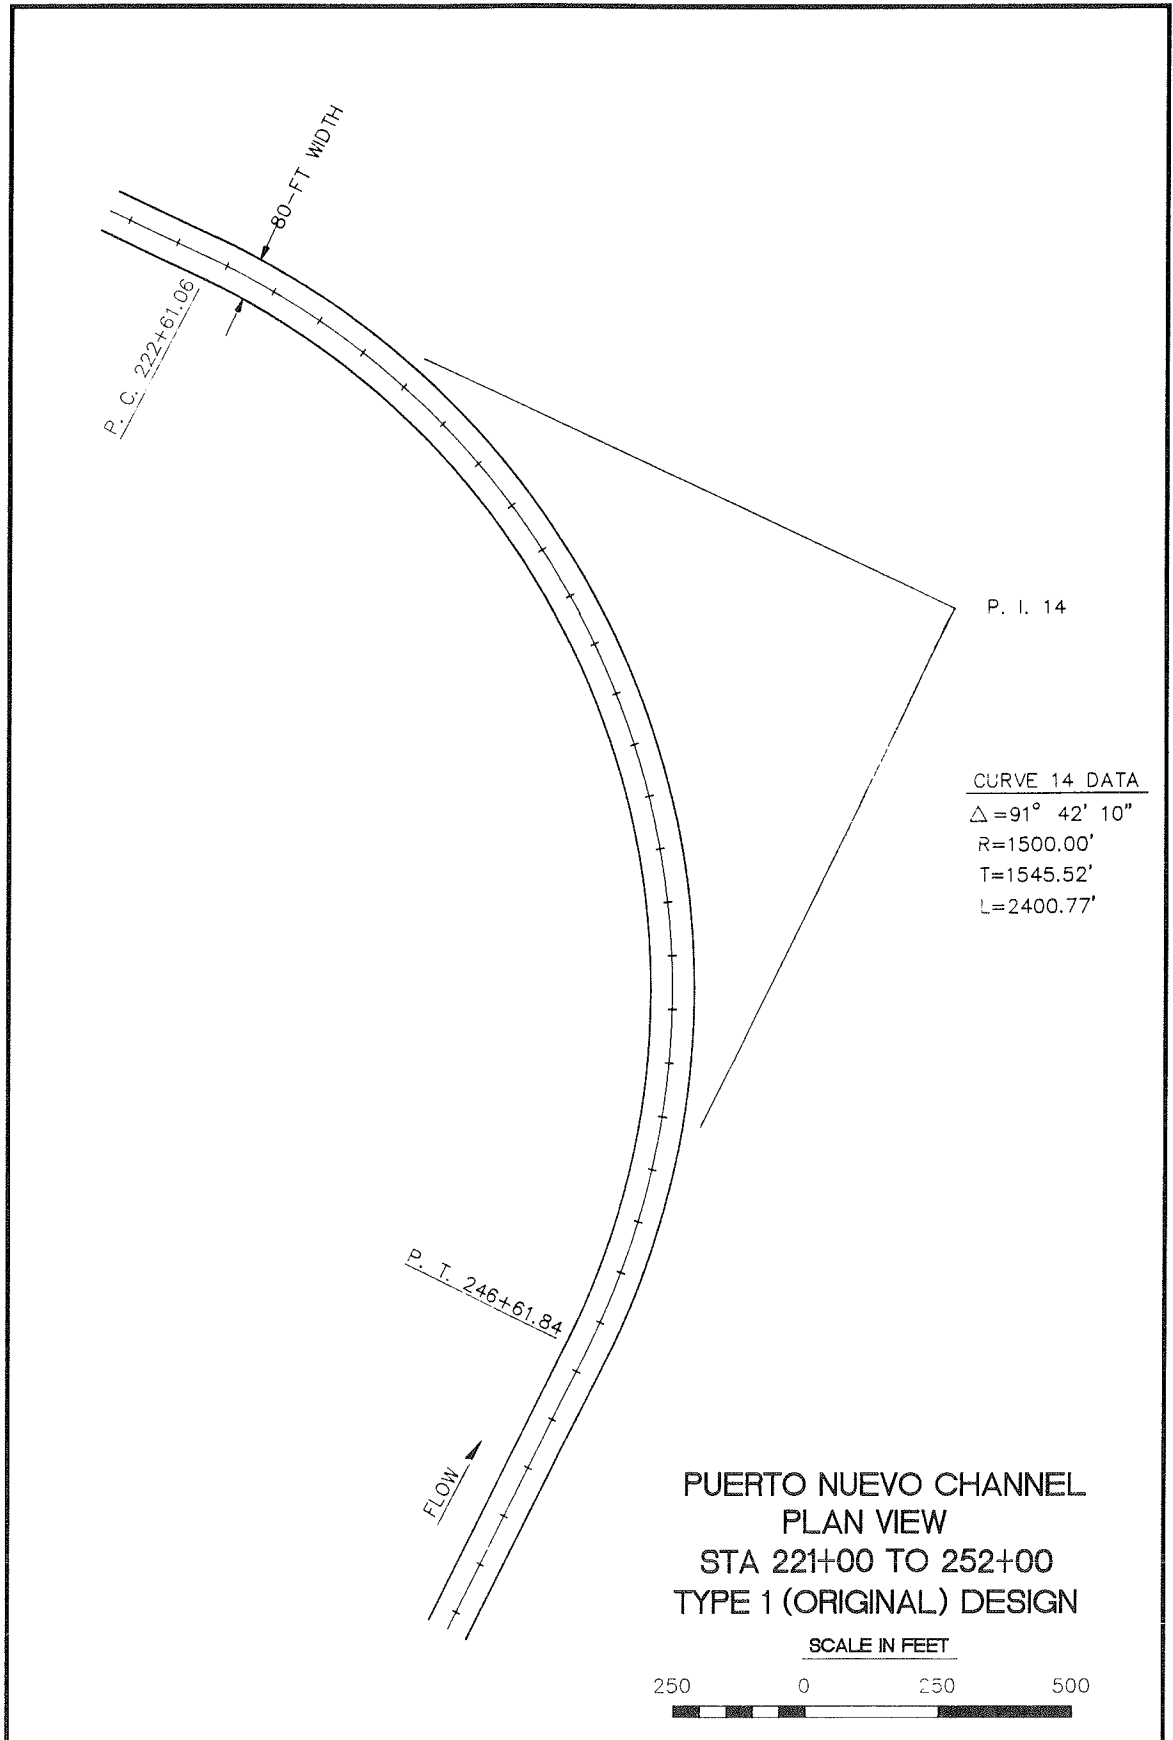 80-FT WIDTH
P. C. 222+61.06
P. I. 14
CURVE 14 DATA
△=91° 42' 10"
R=1500.00'
T=1545.52'
L=2400.77'
P. T. 246+61.84
FLOW
PUERTO NUEVO CHANNEL
PLAN VIEW
STA 221+00 TO 252+00
TYPE 1 (ORIGINAL) DESIGN
SCALE IN FEET
250 0 250 500